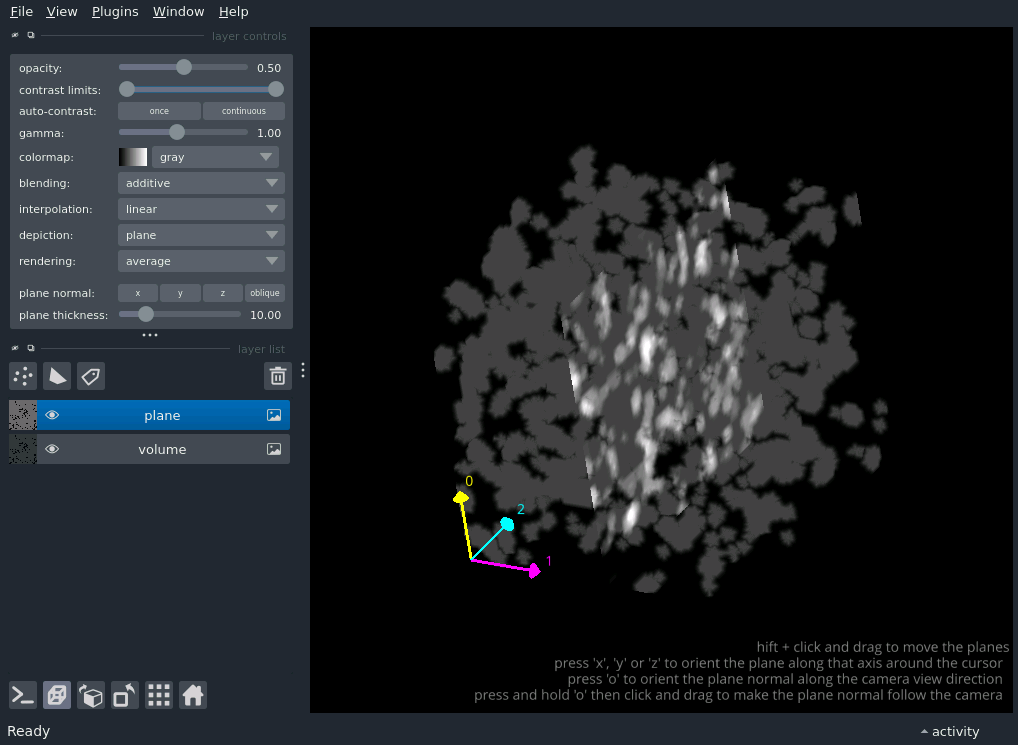 File View Plugins Window Help
layer controls
opacity: 0.50
contrast limits:
auto-contrast: once continuous
gamma: 1.00
colormap: gray
blending: additive
interpolation: linear
depiction: plane
rendering: average
plane normal: x y z oblique
plane thickness: 10.00
layer list
plane
volume
0
2
1
hift + click and drag to move the planes
press 'x', 'y' or 'z' to orient the plane along that axis around the cursor
press 'o' to orient the plane normal along the camera view direction
press and hold 'o' then click and drag to make the plane normal follow the camera
Ready
activity